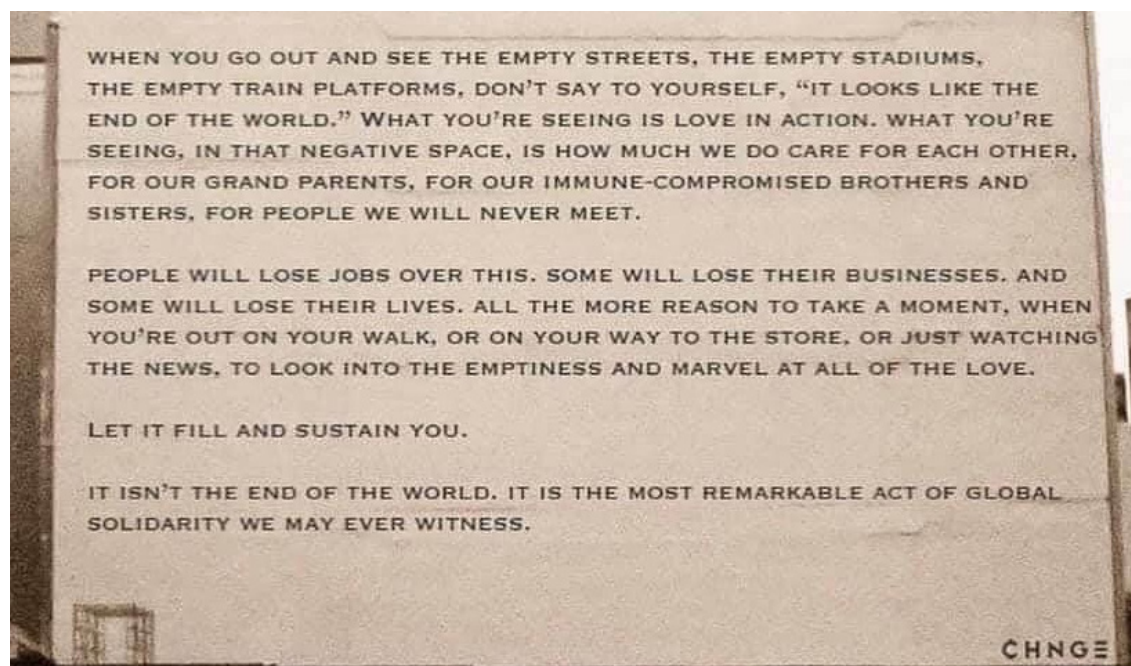 WHEN YOU GO OUT AND SEE THE EMPTY STREETS, THE EMPTY STADIUMS,
THE EMPTY TRAIN PLATFORMS, DON'T SAY TO YOURSELF, “IT LOOKS LIKE THE
END OF THE WORLD.” WHAT YOU'RE SEEING IS LOVE IN ACTION. WHAT YOU'RE
SEEING, IN THAT NEGATIVE SPACE, IS HOW MUCH WE DO CARE FOR EACH OTHER,
FOR OUR GRAND PARENTS, FOR OUR IMMUNE-COMPROMISED BROTHERS AND
SISTERS, FOR PEOPLE WE WILL NEVER MEET.

PEOPLE WILL LOSE JOBS OVER THIS. SOME WILL LOSE THEIR BUSINESSES. AND
SOME WILL LOSE THEIR LIVES. ALL THE MORE REASON TO TAKE A MOMENT, WHEN
YOU'RE OUT ON YOUR WALK, OR ON YOUR WAY TO THE STORE, OR JUST WATCHING
THE NEWS, TO LOOK INTO THE EMPTINESS AND MARVEL AT ALL OF THE LOVE.

LET IT FILL AND SUSTAIN YOU.

IT ISN'T THE END OF THE WORLD. IT IS THE MOST REMARKABLE ACT OF GLOBAL
SOLIDARITY WE MAY EVER WITNESS.

CHNGE